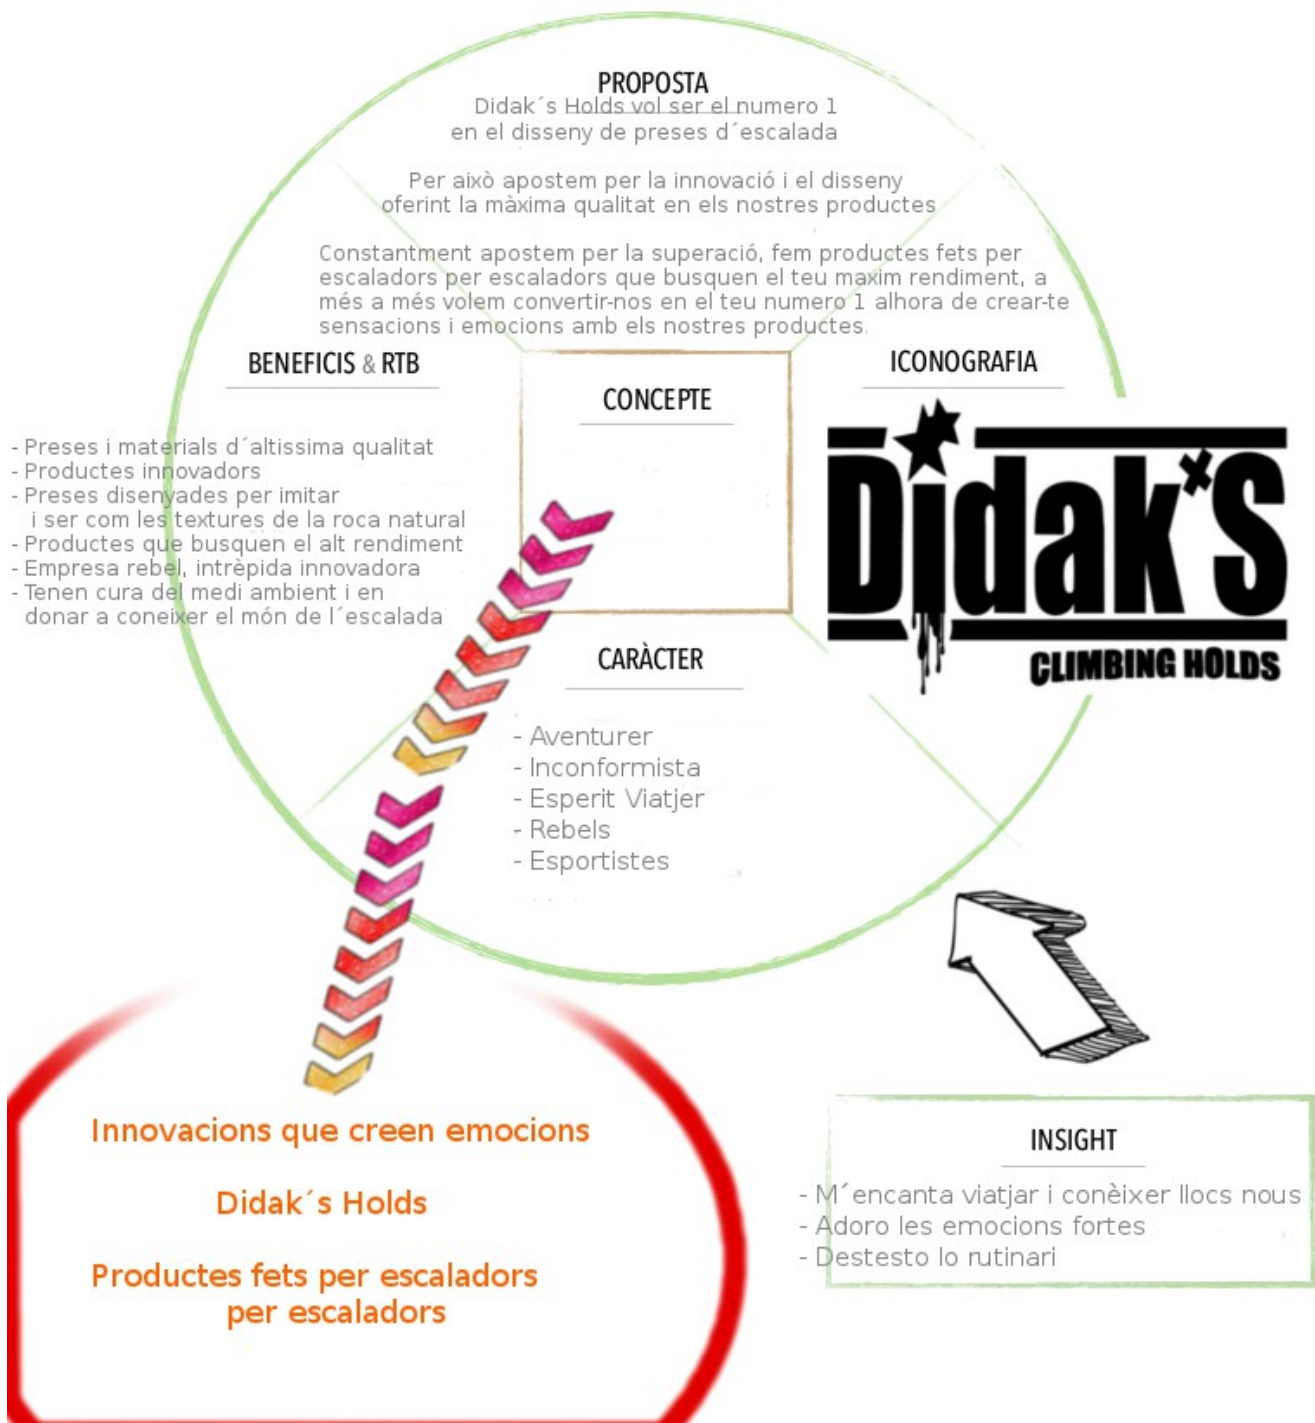 PROPOSTA
Didak´s Holds vol ser el numero 1
en el disseny de preses d´escalada
Per això apostem per la innovació i el disseny
oferint la màxima qualitat en els nostres productes
Constantment apostem per la superació, fem productes fets per
escaladors per escaladors que busquen el teu maxim rendiment, a
més a més volem convertir-nos en el teu numero 1 alhora de crear-te
sensacions i emocions amb els nostres productes.
BENEFICIS & RTB
- Preses i materials d´altissima qualitat
- Productes innovadors
- Preses disenyades per imitar
i ser com les textures de la roca natural
- Productes que busquen el alt rendiment
- Empresa rebel, intrèpida innovadora
- Tenen cura del medi ambient i en
donar a coneixer el món de l´escalada
CONCEPTE
ICONOGRAFIA
Didak'S
CLIMBING HOLDS
CARÀCTER
- Aventurer
- Inconformista
- Esperit Viatjer
- Rebels
- Esportistes
Innovacions que creen emocions
Didak´s Holds
Productes fets per escaladors
per escaladors
INSIGHT
- M´encanta viatjar i conèixer llocs nous
- Adoro les emocions fortes
- Destesto lo rutinari